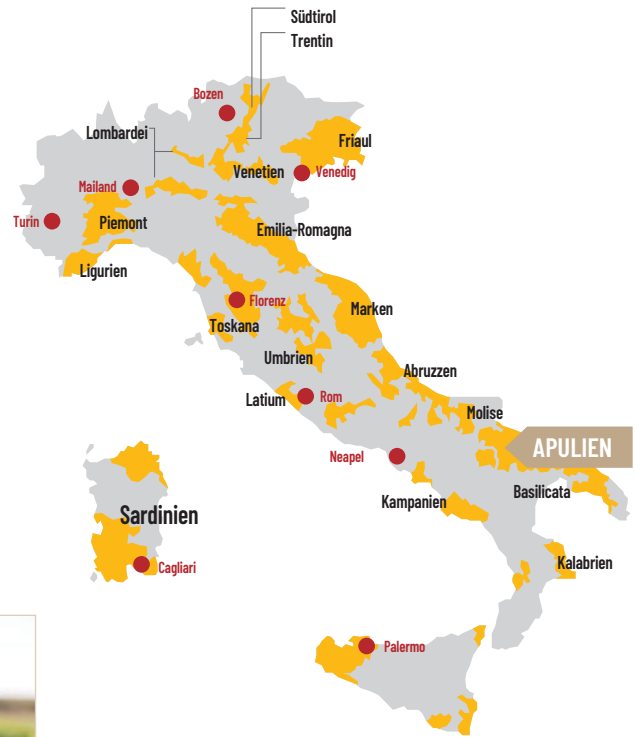 Südtirol
Trentin
Bozen
Lombardei
Friaul
Venetien
Venedig
Mailand
Turin
Piemont
Emilia-Romagna
Ligurien
Florenz
Marken
Toskana
Umbrien
Abruzzen
Latium
Rom
Molise
APULIEN
Neapel
Basilicata
Kampanien
Sardinien
Kalabrien
Cagliari
Palermo